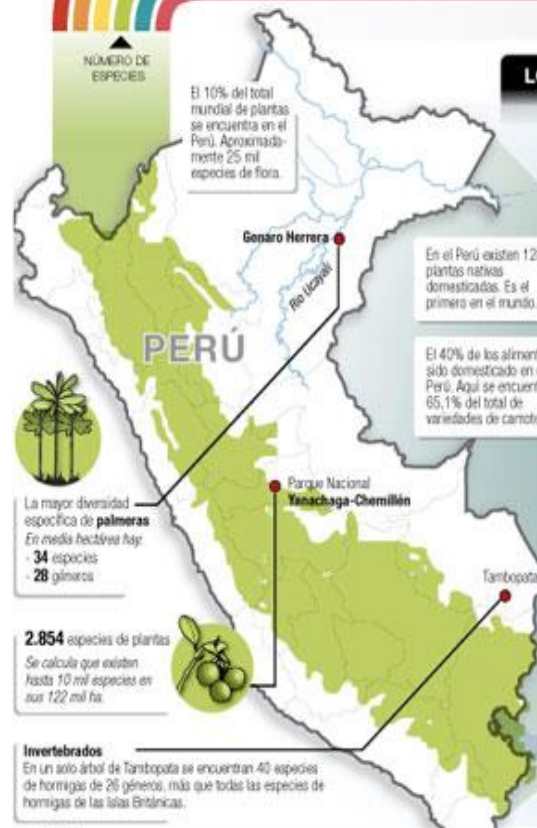 NÚMERO DE
ESPECIES
El 10% del total
mundial de plantas
se encuentra en el
Perú. Aproximada-
mente 25 mil
especies de flora.
Genaro Herrera
Río Ucayali
En el Perú existen
plantas nativas
domesticadas. Es el
primero en el mundo.
PERÚ
El 40% de los
sido domesticado en
Perú. Aquí se
65,1% del total de
variedades de
Parque Nacional
Yanachaga-Chemillén
La mayor diversidad
específica de palmeras
En media hectárea hay:
- 34 especies
- 28 géneros
Tambopata
2.854 especies de plantas
Se calcula que existen
hasta 10 mil especies en
sus 122 mil ha.
Invertebrados
En un solo árbol de Tambopata se encuentran 40 especies
de hormigas de 26 géneros, más que todas las especies de
hormigas de las Islas Británicas.